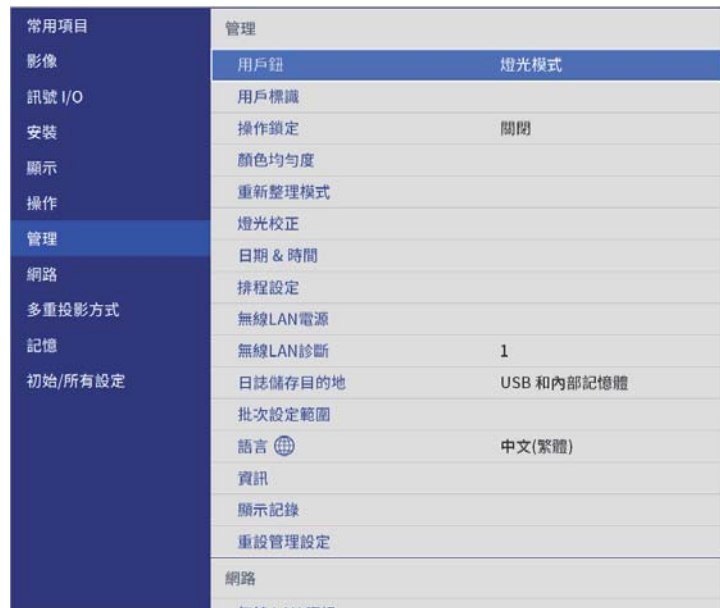 常用項目
影像
訊號 I/O
安裝
顯示
操作
管理
網路
多重投影方式
記憶
初始/所有設定
管理
用戶鈕 燈光模式
用戶標識
操作鎖定 關閉
顏色均勻度
重新整理模式
燈光校正
日期 & 時間
排程設定
無線LAN電源
無線LAN診斷 1
日誌儲存目的地 USB 和內部記憶體
批次設定範圍
語言 中文(繁體)
資訊
顯示記錄
重設管理設定
網路